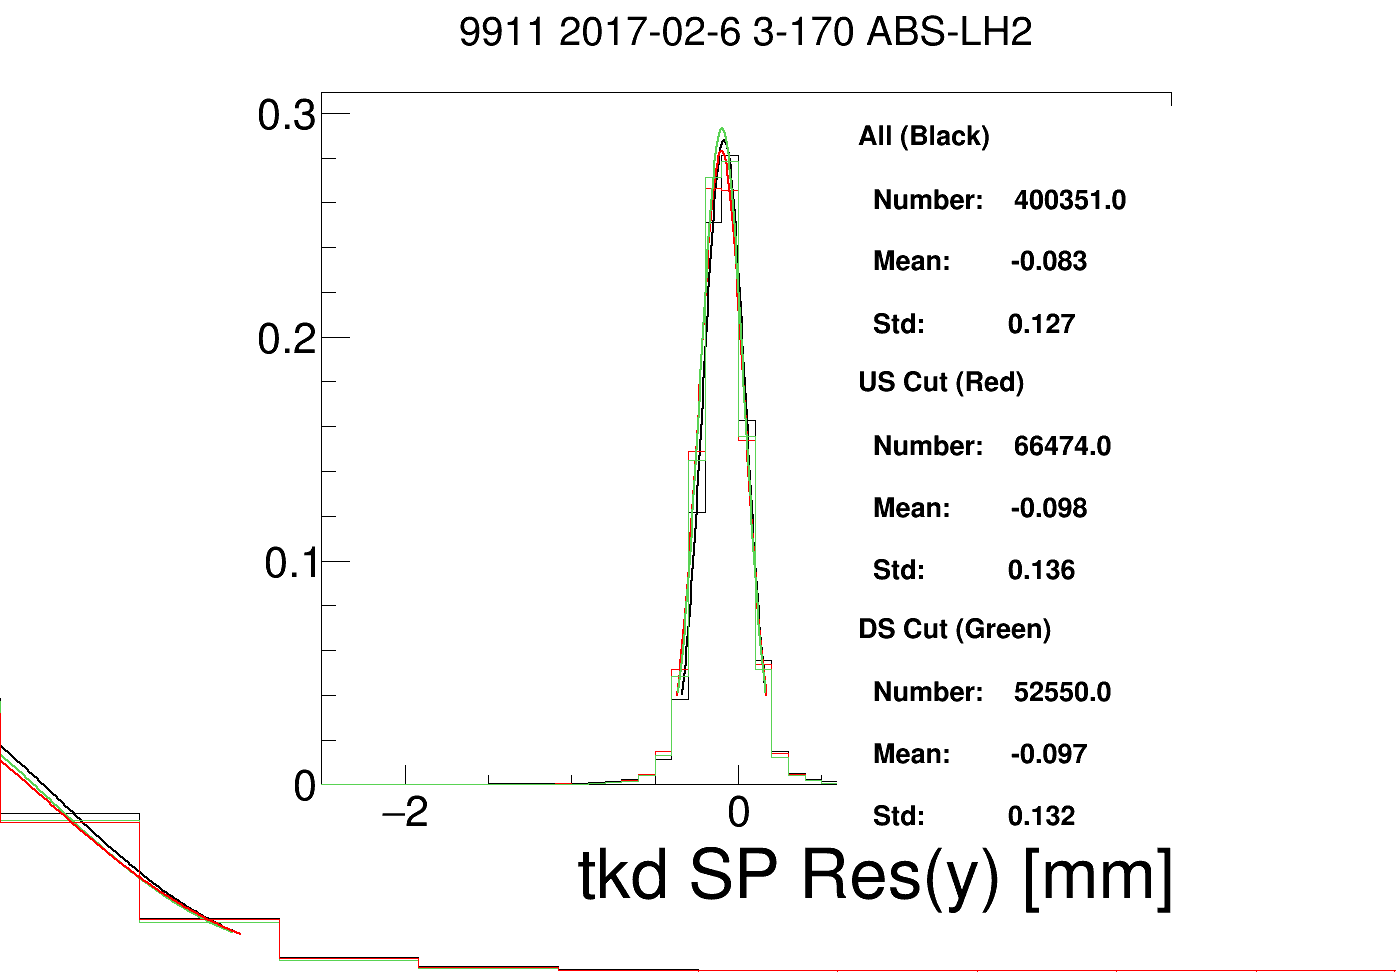 9911 2017-02-6 3-170 ABS-LH2
0.3
0.2
0.1
0
−2
0
All (Black)
Number: 400351.0
Mean: -0.083
Std: 0.127
US Cut (Red)
Number: 66474.0
Mean: -0.098
Std: 0.136
DS Cut (Green)
Number: 52550.0
Mean: -0.097
Std: 0.132
tkd SP Res(y) [mm]